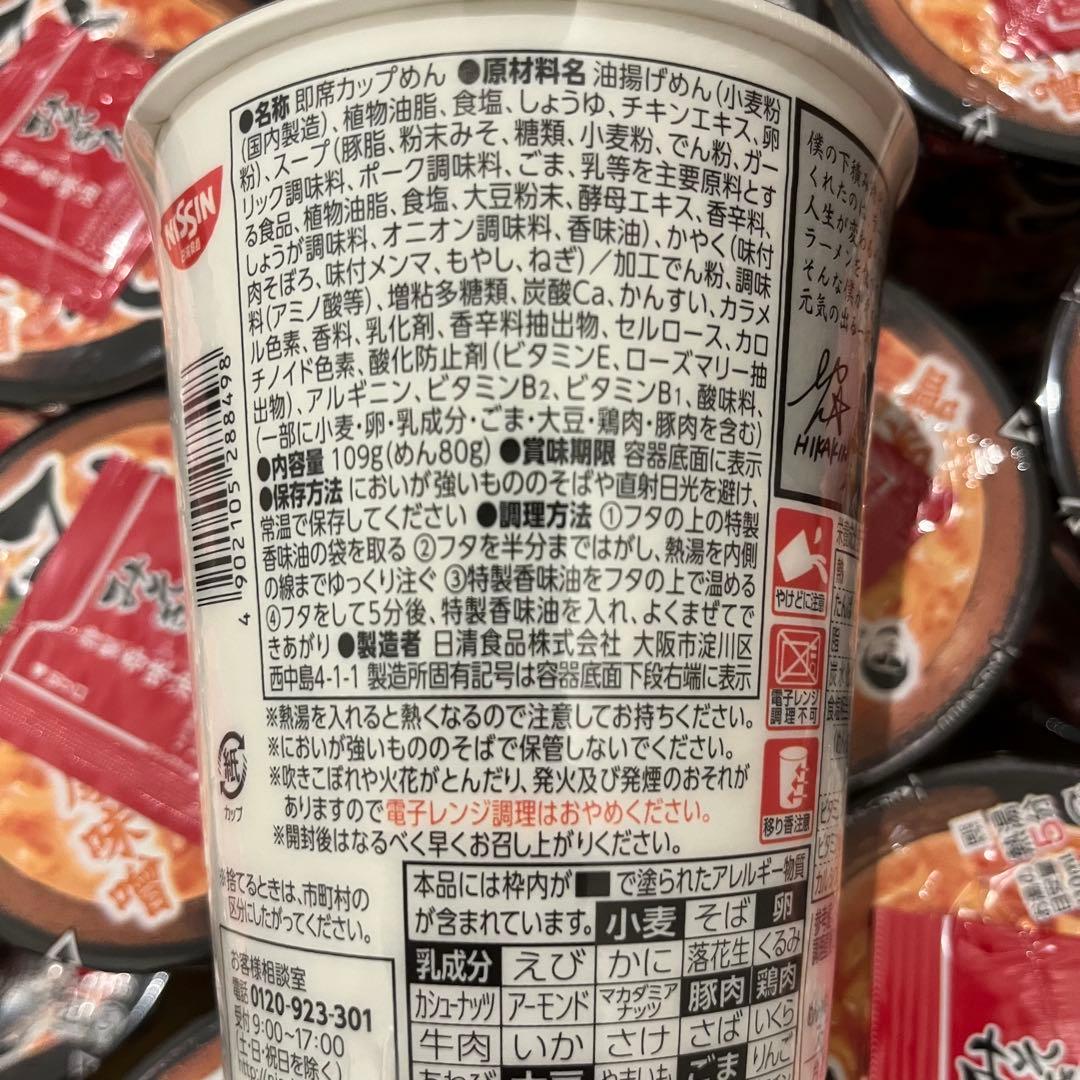 ●名称 即席カップめん ●原材料名 油揚げめん(小麦粉
(国内製造)、植物油脂、食塩、しょうゆ、チキンエキス、卵
粉)、スープ(豚脂、粉末みそ、糖類、小麦粉、でん粉、ガー
リック調味料、ポーク調味料、ごま、乳等を主要原料とす
る食品、植物油脂、食塩、大豆粉末、酵母エキス、香辛料、
しょうが調味料、オニオン調味料、香味油)、かやく(味付
肉そぼろ、味付メンマ、もやし、ねぎ)／加工でん粉、調味
料(アミノ酸等)、増粘多糖類、炭酸Ca、かんすい、カラメ
ル色素、香料、乳化剤、香辛料抽出物、セルロース、カロ
チノイド色素、酸化防止剤(ビタミンE、ローズマリー抽
出物)、アルギニン、ビタミンB2、ビタミンB1、酸味料、
(一部に小麦・卵・乳成分・ごま・大豆・鶏肉・豚肉を含む)
●内容量 109g(めん80g) ●賞味期限 容器底面に表示
●保存方法 においが強いもののそばや直射日光を避け、
常温で保存してください ●調理方法 ①フタの上の特製
香味油の袋を取る ②フタを半分まではがし、熱湯を内側
の線までゆっくり注ぐ ③特製香味油をフタの上で温める
④フタをして5分後、特製香味油を入れ、よくまぜてで
きあがり ●製造者 日清食品株式会社 大阪市淀川区
西中島4-1-1 製造所固有記号は容器底面下段右端に表示
※熱湯を入れると熱くなるので注意してお持ちください。
※においが強いもののそばで保管しないでください。
※吹きこぼれや火花がとんだり、発火及び発煙のおそれが
ありますので電子レンジ調理はおやめください。
※開封後はなるべく早くお召し上がりください。
NISSIN
日清食品
4 902105 288498
紙
カップ
※捨てるときは、市町村の
区分にしたがってください。
お客様相談室
電話 0120-923-301
受付 9:00〜17:00
(土・日・祝日を除く)
本品には枠内が■で塗られたアレルギー物質
が含まれています。
小麦 そば 卵
乳成分 えび かに 落花生 くるみ
カシューナッツ アーモンド マカダミアナッツ 豚肉 鶏肉
牛肉 いか さけ さば いくら
あわび 大豆 やまいも ごま りんご
僕の下積み
くれたの
人生が変わ
ラーメン
そんな僕が
元気の出る
HIKAKIN
やけどに注意
電子レンジ
調理不可
移り香注意
味噌
熱湯
5分